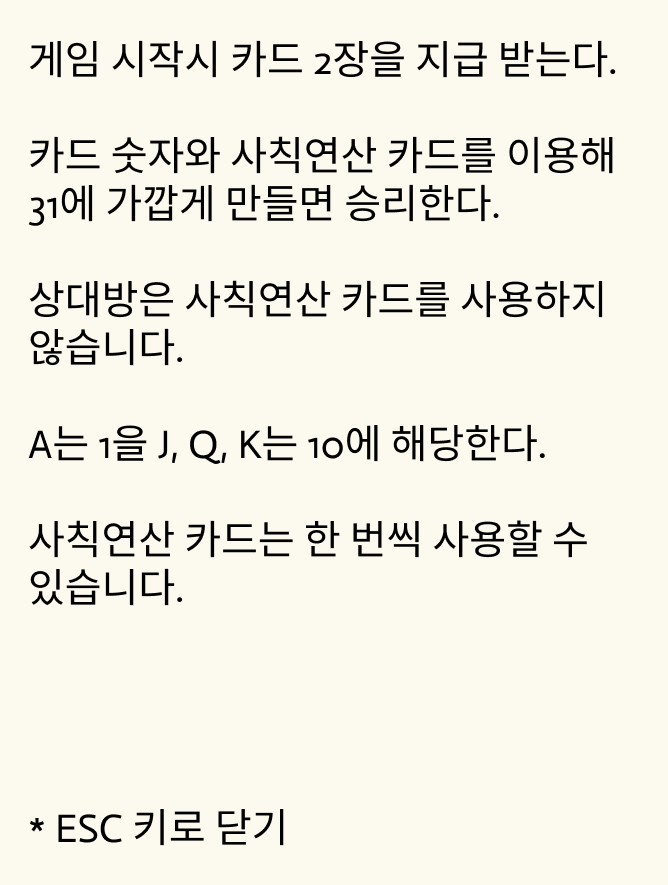 게임 시작시 카드 2장을 지급 받는다.
카드 숫자와 사칙연산 카드를 이용해
31에 가깝게 만들면 승리한다.
상대방은 사칙연산 카드를 사용하지
않습니다.
A는 1을 J, Q, K는 10에 해당한다.
사칙연산 카드는 한 번씩 사용할 수
있습니다.
* ESC 키로 닫기